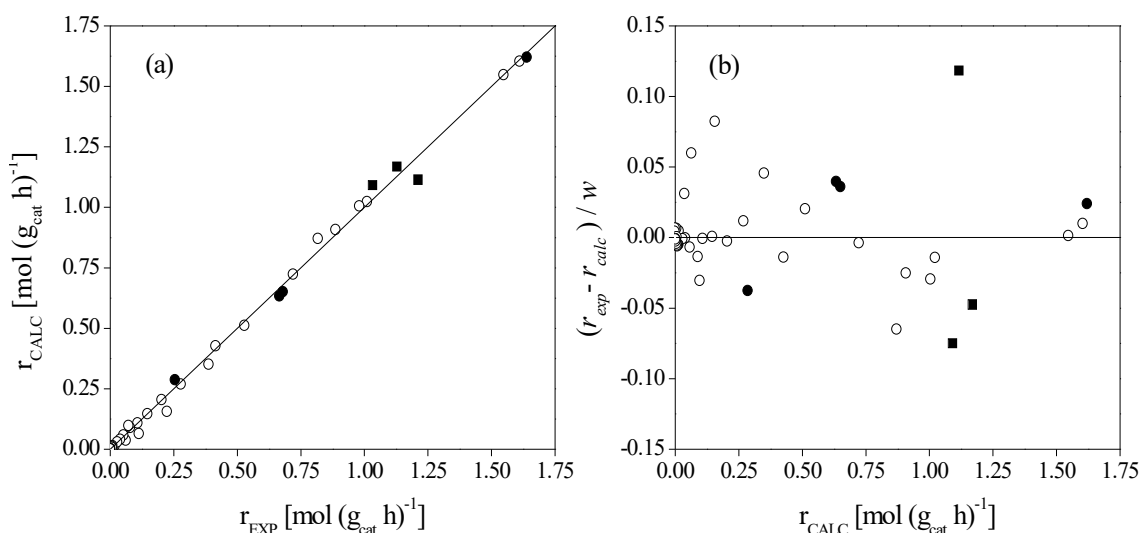 (a)
r_CALC [mol (g_cat h)^-1]
1.75
1.50
1.25
1.00
0.75
0.50
0.25
0.00
0.00 0.25 0.50 0.75 1.00 1.25 1.50 1.75
r_EXP [mol (g_cat h)^-1]
(b)
(r_exp - r_calc) / w
0.15
0.10
0.05
0.00
-0.05
-0.10
-0.15
0.00 0.25 0.50 0.75 1.00 1.25 1.50 1.75
r_CALC [mol (g_cat h)^-1]